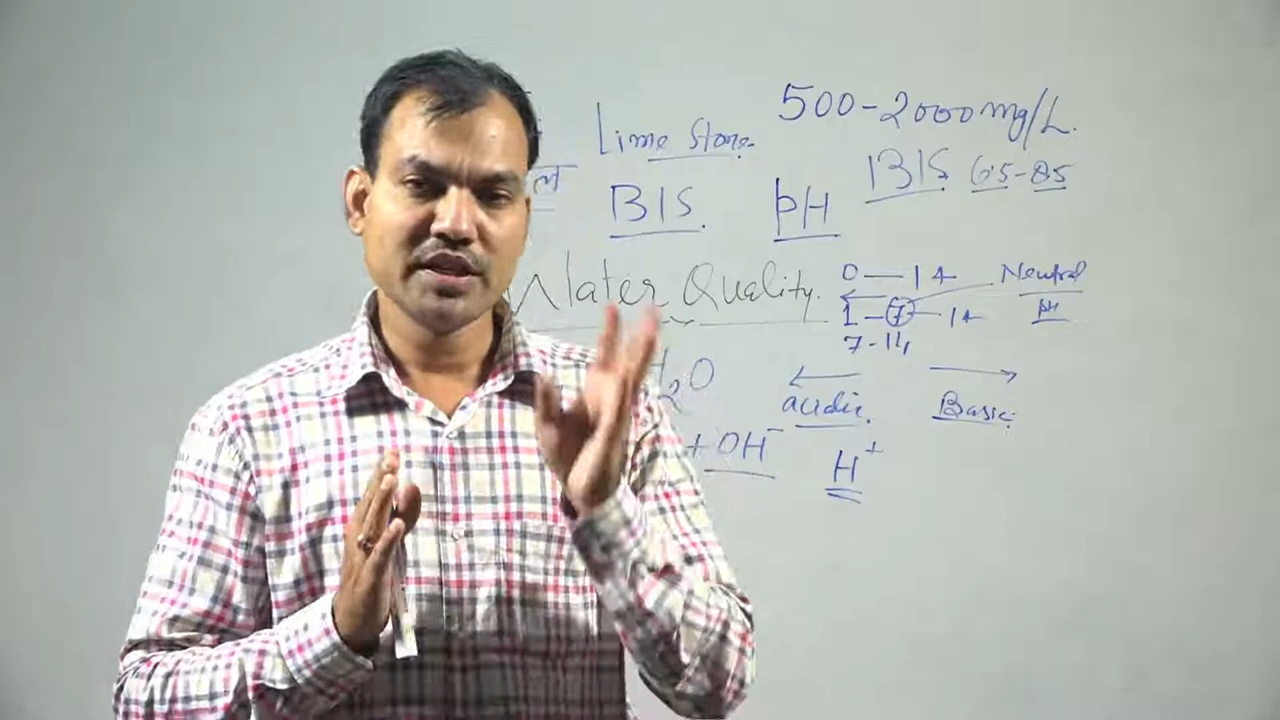 500-2000mg/L.
Lime Stone
BIS 6.5-8.5
BIS. pH
Water Quality.
0 — 14 Neutral
1 - 7 - 14 pH
7-14
H₂O
acidic. Basic
+ OH⁻ H⁺